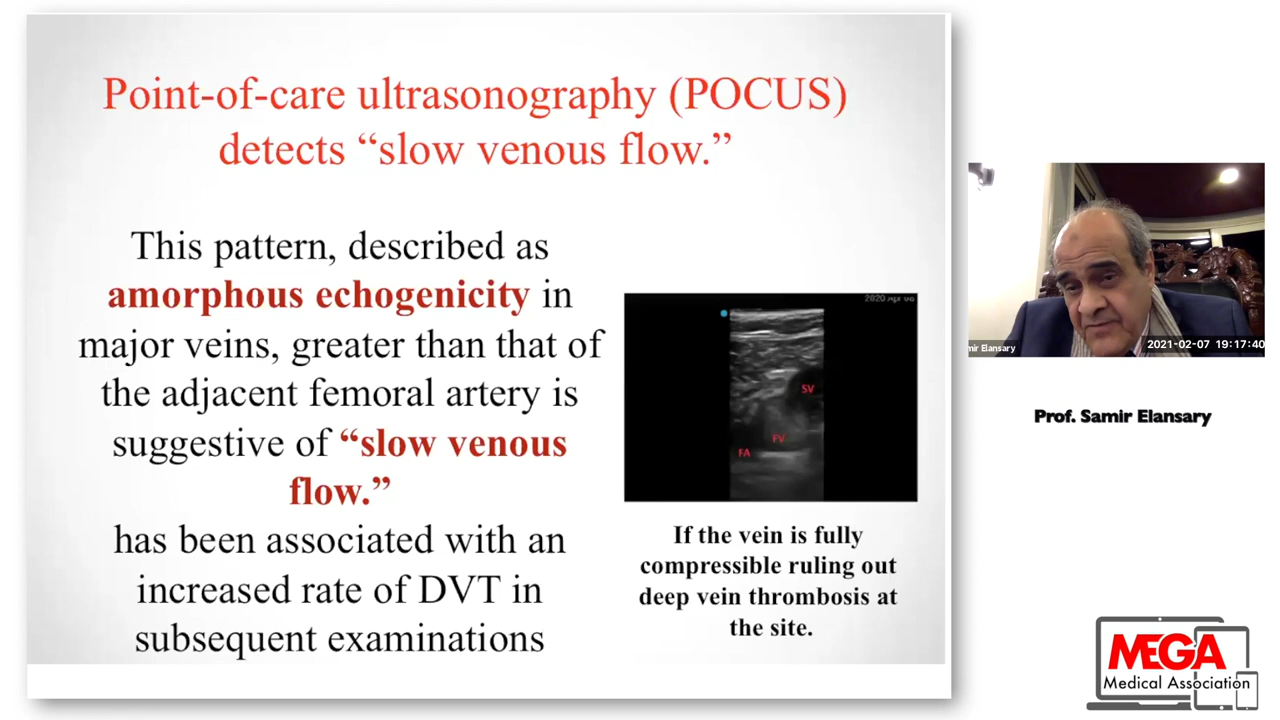 Point-of-care ultrasonography (POCUS)
detects “slow venous flow.”
This pattern, described as
amorphous echogenicity in
major veins, greater than that of
the adjacent femoral artery is
suggestive of “slow venous
flow.”
has been associated with an
increased rate of DVT in
subsequent examinations
SV
FV
FA
If the vein is fully
compressible ruling out
deep vein thrombosis at
the site.
mir Elansary
2021-02-07 19:17:40
Prof. Samir Elansary
MEGA
Medical Association